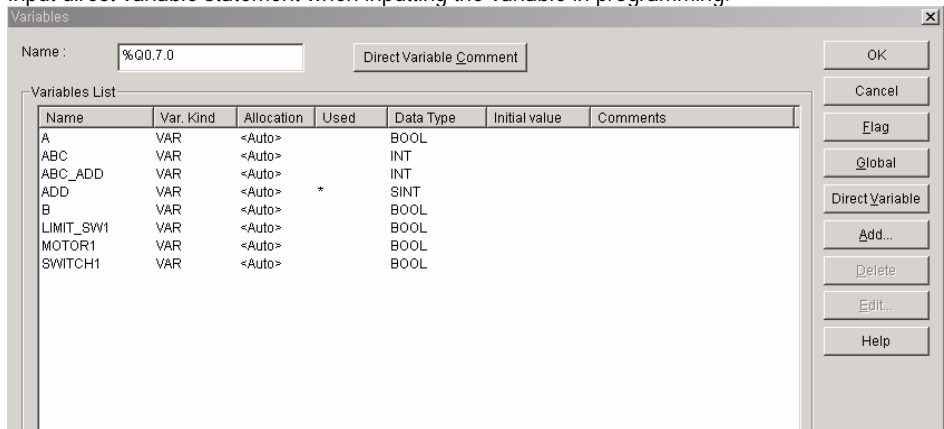 Input direct variable statement when inputting the variable in programming.
Variables
Name : %Q0.7.0 Direct Variable Comment OK
Cancel
Variables List
Name Var. Kind Allocation Used Data Type Initial value Comments
A VAR <Auto> BOOL
ABC VAR <Auto> INT
ABC_ADD VAR <Auto> INT
ADD VAR <Auto> * SINT
B VAR <Auto> BOOL
LIMIT_SW1 VAR <Auto> BOOL
MOTOR1 VAR <Auto> BOOL
SWITCH1 VAR <Auto> BOOL
Flag
Global
Direct Variable
Add...
Delete
Edit...
Help